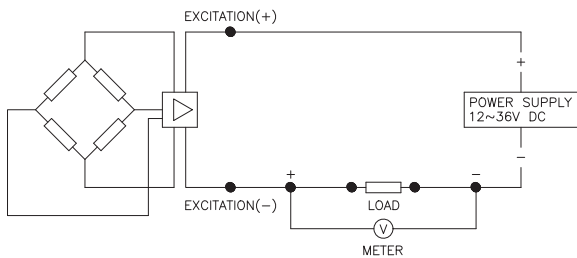 EXCITATION(+)
+
POWER SUPPLY
12~36V DC
−
+
−
EXCITATION(−)
LOAD
V
METER